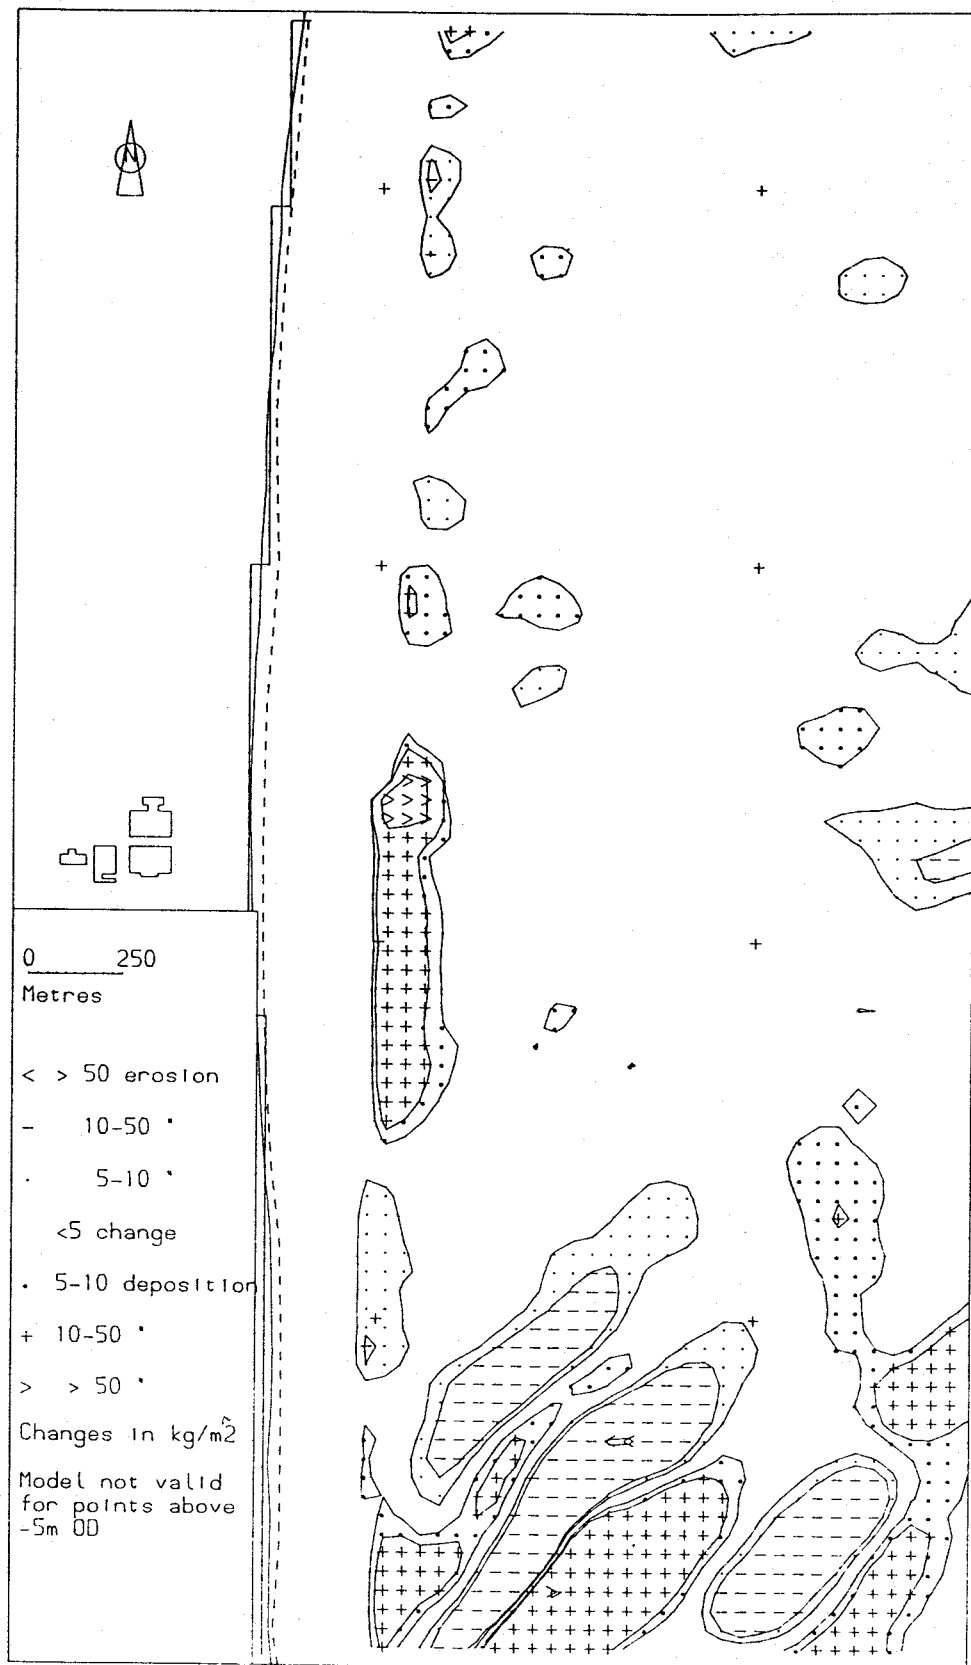 N
0 250
Metres
< > 50 erosion
- 10-50 "
. 5-10 "
<5 change
. 5-10 deposition
+ 10-50 "
> > 50 "
Changes in kg/m^2
Model not valid
for points above
-5m OD